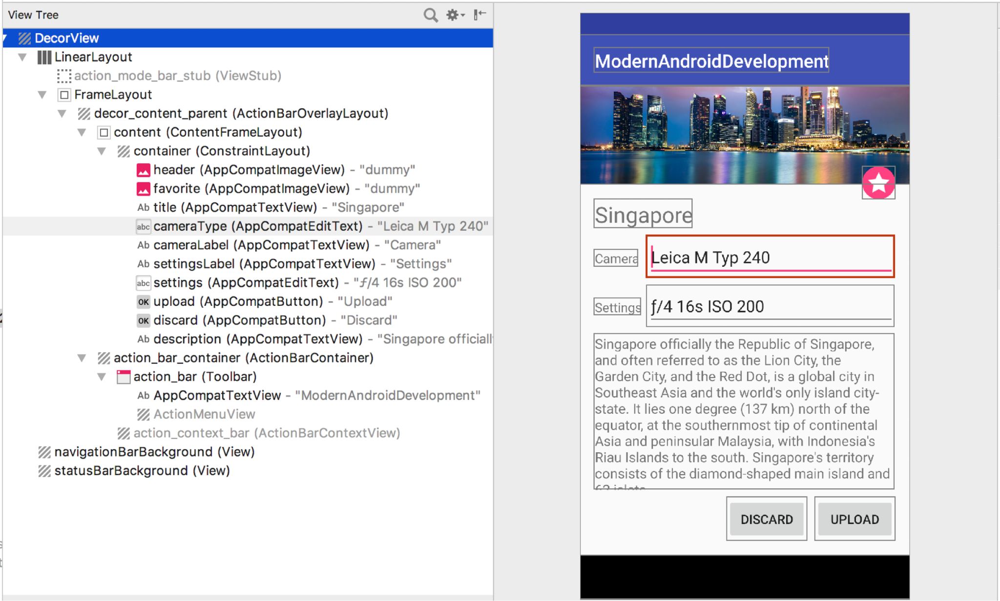 View Tree
DecorView
LinearLayout
action_mode_bar_stub (ViewStub)
FrameLayout
decor_content_parent (ActionBarOverlayLayout)
content (ContentFrameLayout)
container (ConstraintLayout)
header (AppCompatImageView) - "dummy"
favorite (AppCompatImageView) - "dummy"
Ab title (AppCompatTextView) - "Singapore"
abc cameraType (AppCompatEditText) - "Leica M Typ 240"
Ab cameraLabel (AppCompatTextView) - "Camera"
Ab settingsLabel (AppCompatTextView) - "Settings"
abc settings (AppCompatEditText) - "ƒ/4 16s ISO 200"
OK upload (AppCompatButton) - "Upload"
OK discard (AppCompatButton) - "Discard"
Ab description (AppCompatTextView) - "Singapore officially
action_bar_container (ActionBarContainer)
action_bar (Toolbar)
Ab AppCompatTextView - "ModernAndroidDevelopment"
ActionMenuView
action_context_bar (ActionBarContextView)
navigationBarBackground (View)
statusBarBackground (View)
ModernAndroidDevelopment
Singapore
Camera
Leica M Typ 240
Settings
ƒ/4 16s ISO 200
Singapore officially the Republic of Singapore,
and often referred to as the Lion City, the
Garden City, and the Red Dot, is a global city in
Southeast Asia and the world's only island city-
state. It lies one degree (137 km) north of the
equator, at the southernmost tip of continental
Asia and peninsular Malaysia, with Indonesia's
Riau Islands to the south. Singapore's territory
consists of the diamond-shaped main island and
DISCARD
UPLOAD